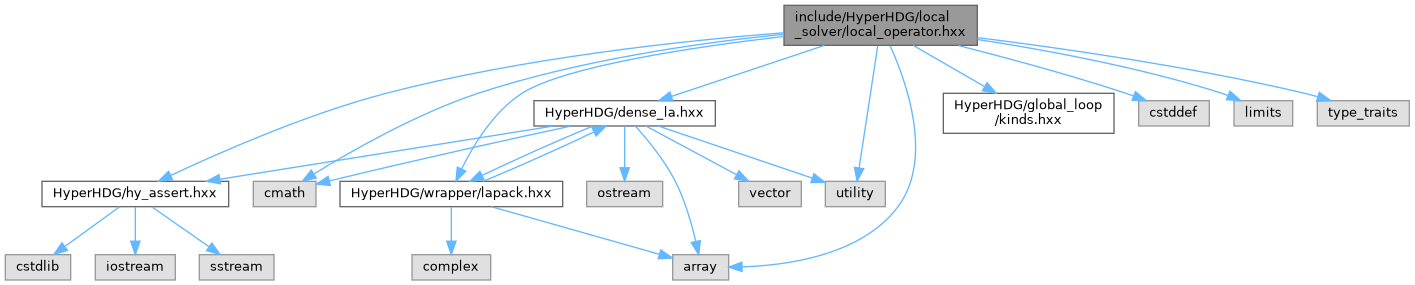 include/HyperHDG/local
_solver/local_operator.hxx
HyperHDG/dense_la.hxx
HyperHDG/global_loop
/kinds.hxx
cstddef
limits
type_traits
HyperHDG/hy_assert.hxx
cmath
HyperHDG/wrapper/lapack.hxx
ostream
vector
utility
cstdlib
iostream
sstream
complex
array